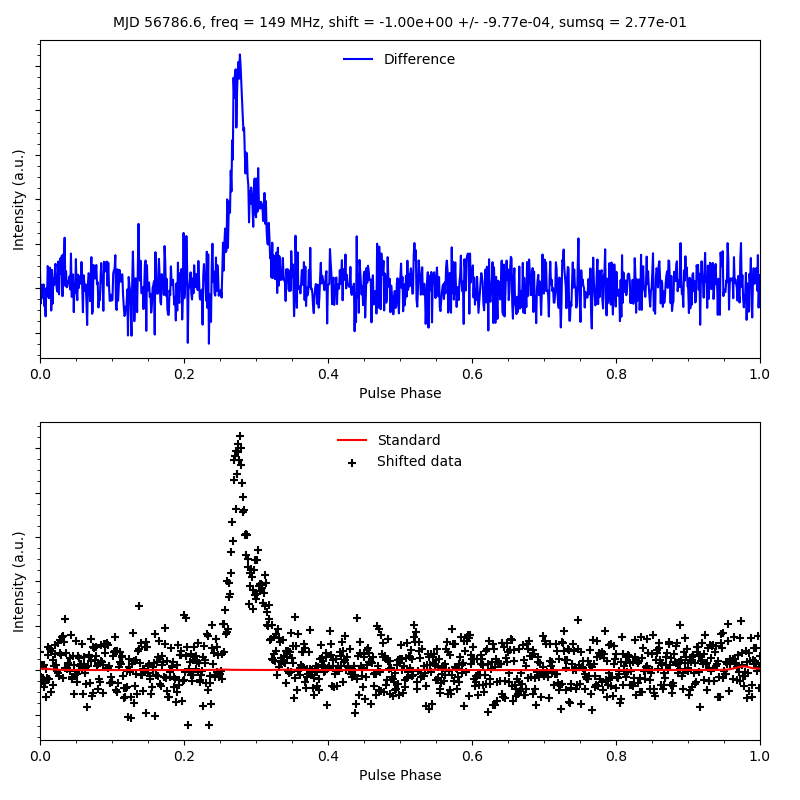 MJD 56786.6, freq = 149 MHz, shift = -1.00e+00 +/- -9.77e-04, sumsq = 2.77e-01
Difference
Intensity (a.u.)
0.0 0.2 0.4 0.6 0.8 1.0
Pulse Phase
Standard
Shifted data
Intensity (a.u.)
0.0 0.2 0.4 0.6 0.8 1.0
Pulse Phase